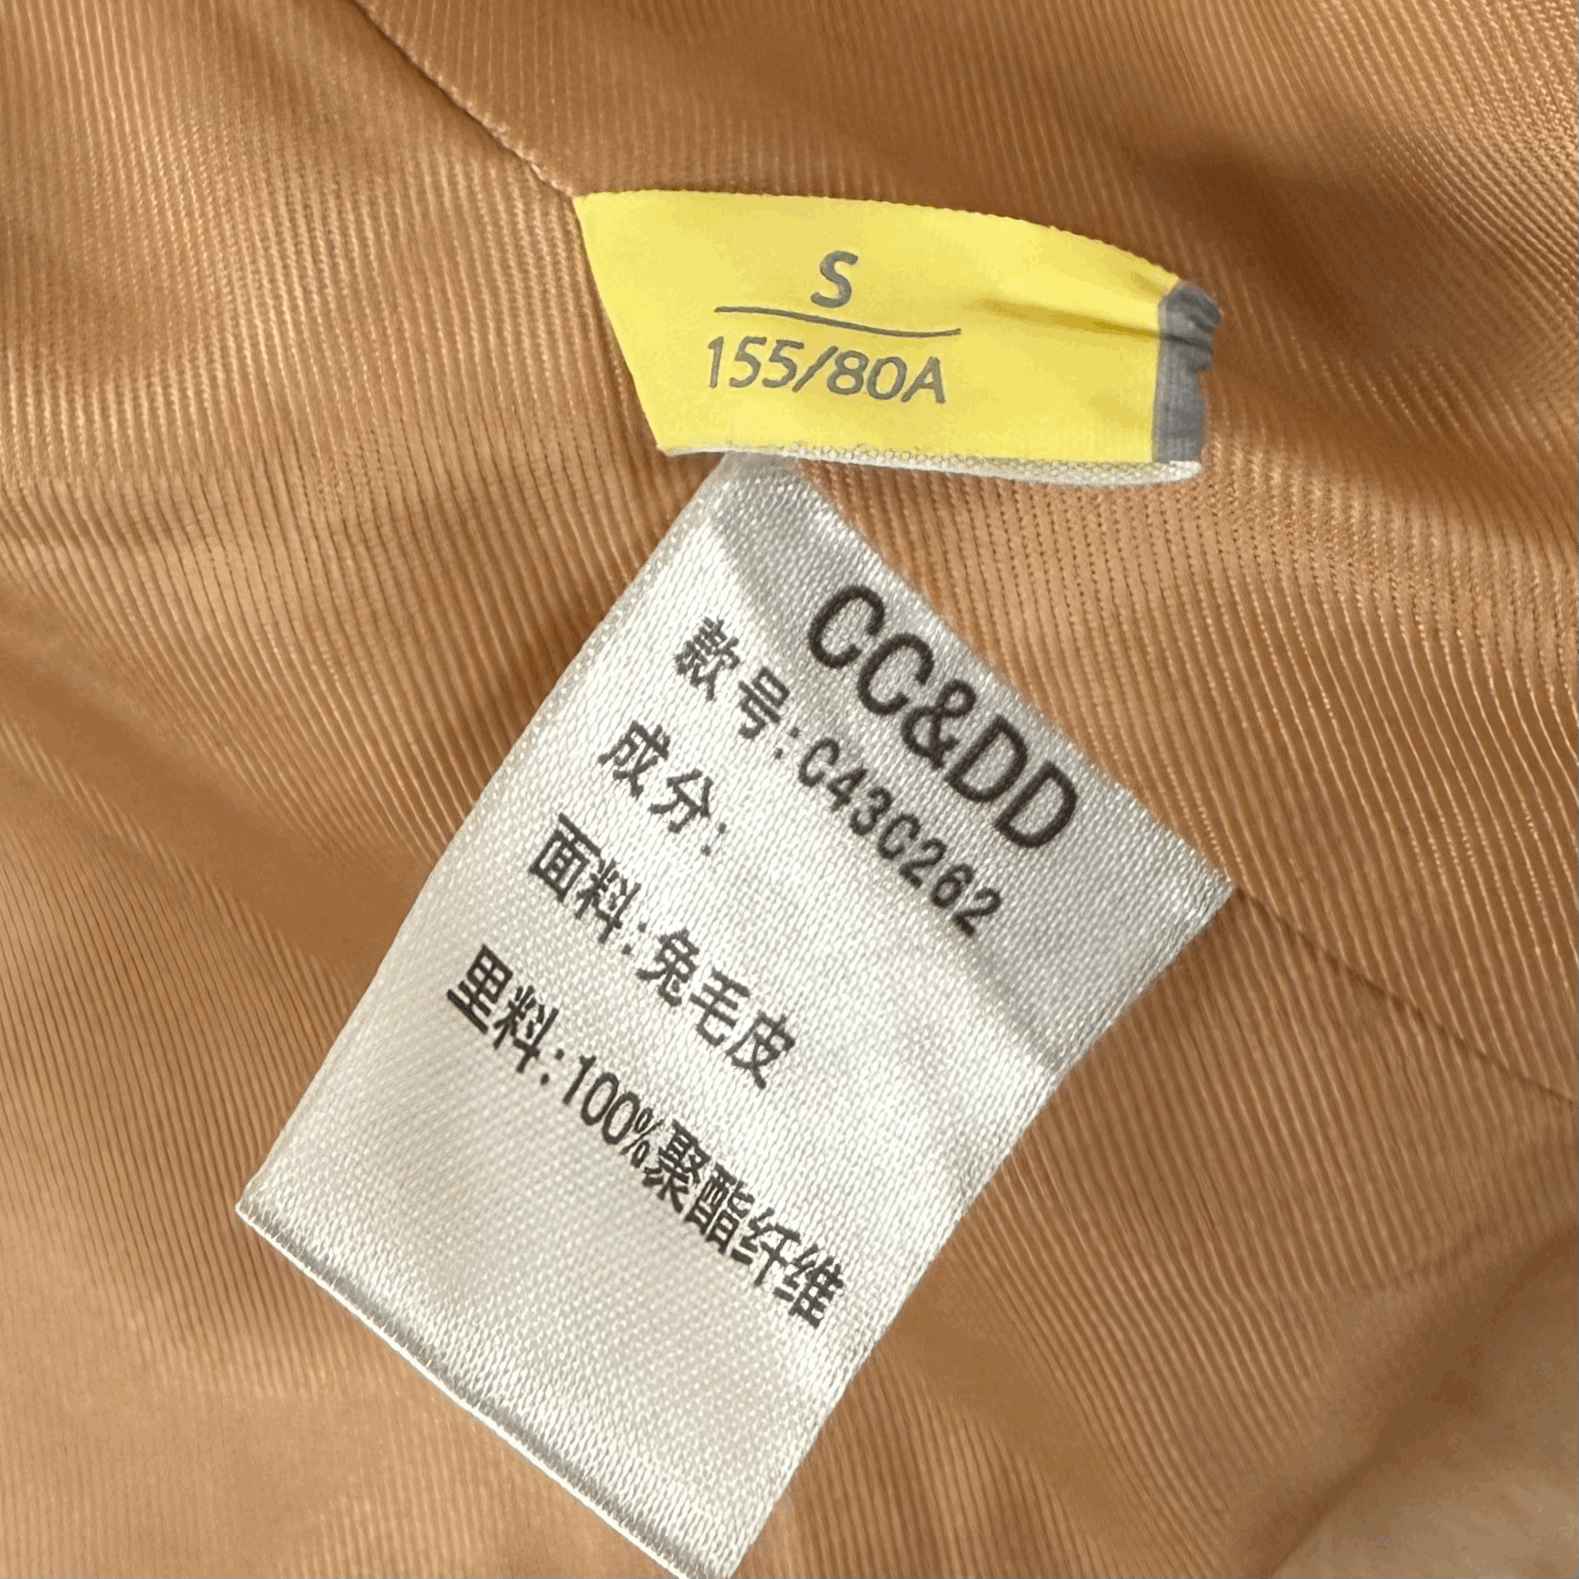 S
155/80A
CC&DD
款号:C43C262
成分:
面料:兔毛皮
里料:100%聚酯纤维